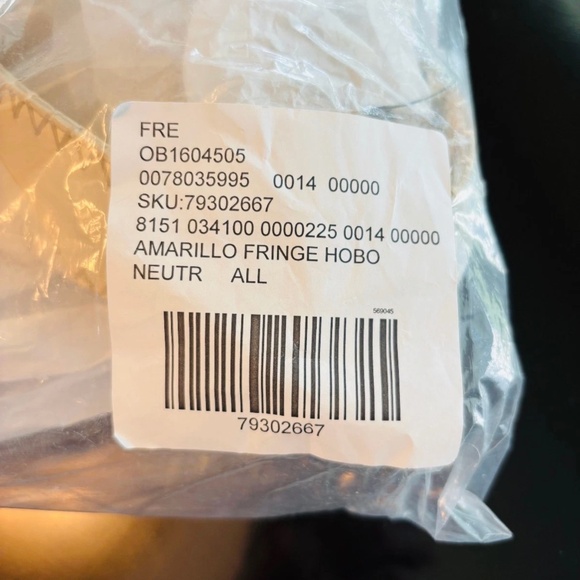 FRE
OB1604505
0078035995 0014 00000
SKU:79302667
8151 034100 0000225 0014 00000
AMARILLO FRINGE HOBO
NEUTR ALL
569045
79302667